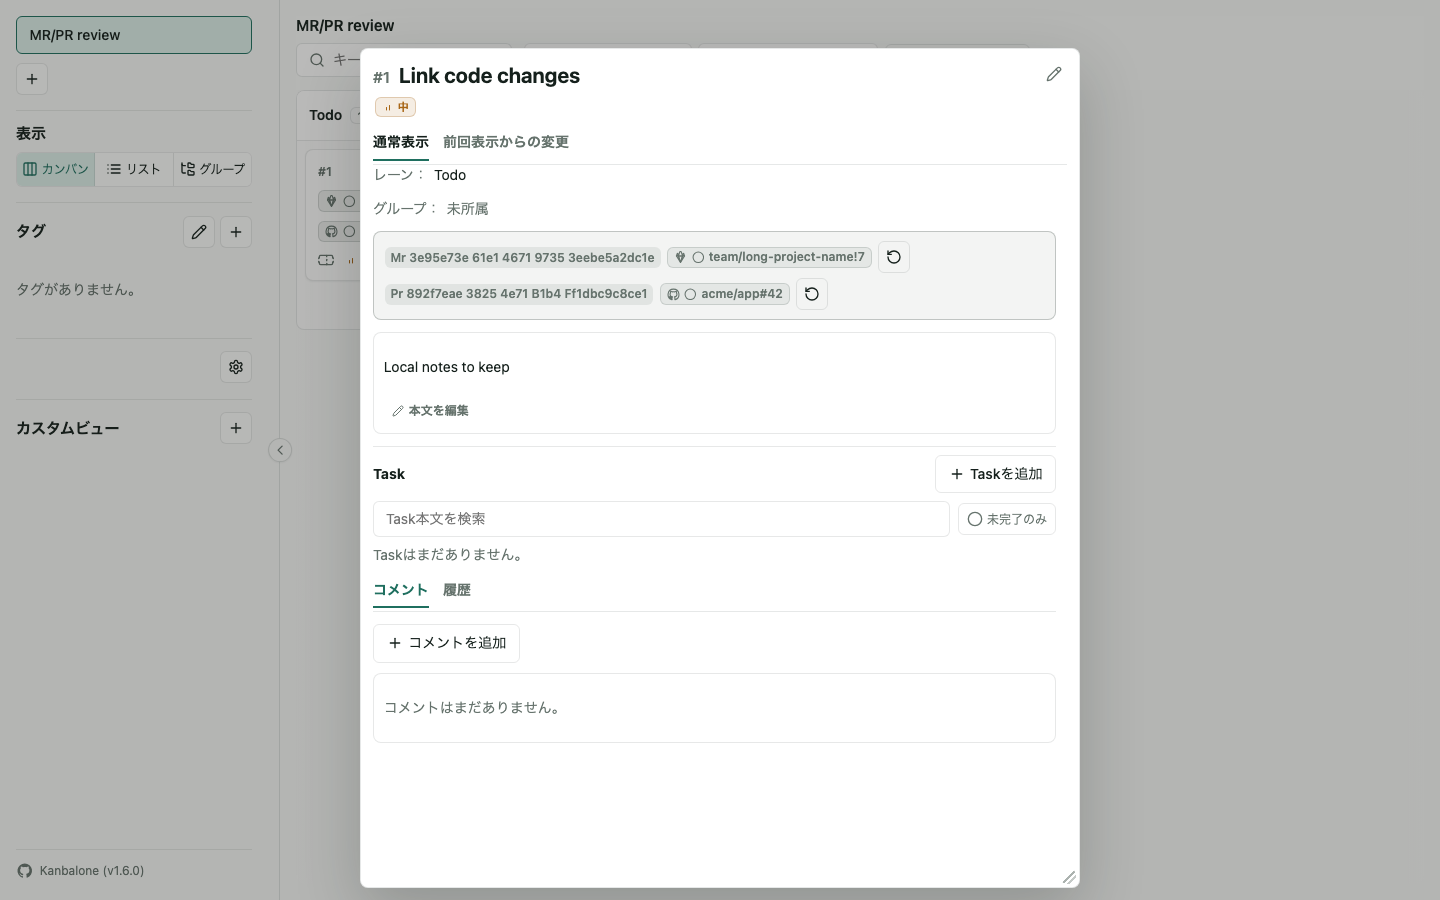 MR/PR review
表示
カンバン
リスト
グループ
タグ
タグがありません。
カスタムビュー
Kanbalone (v1.6.0)
MR/PR review
キー
Todo
#1
#1 Link code changes
中
通常表示
前回表示からの変更
レーン： Todo
グループ： 未所属
Mr 3e95e73e 61e1 4671 9735 3eebe5a2dc1e team/long-project-name!7
Pr 892f7eae 3825 4e71 B1b4 Ff1dbc9c8ce1 acme/app#42
Local notes to keep
本文を編集
Task
Taskを追加
Task本文を検索
未完了のみ
Taskはまだありません。
コメント
履歴
コメントを追加
コメントはまだありません。